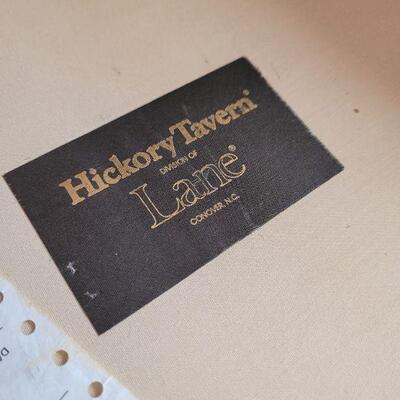 Hickory Tavern®
DIVISION OF
Lane®
CONOVER, N.C.